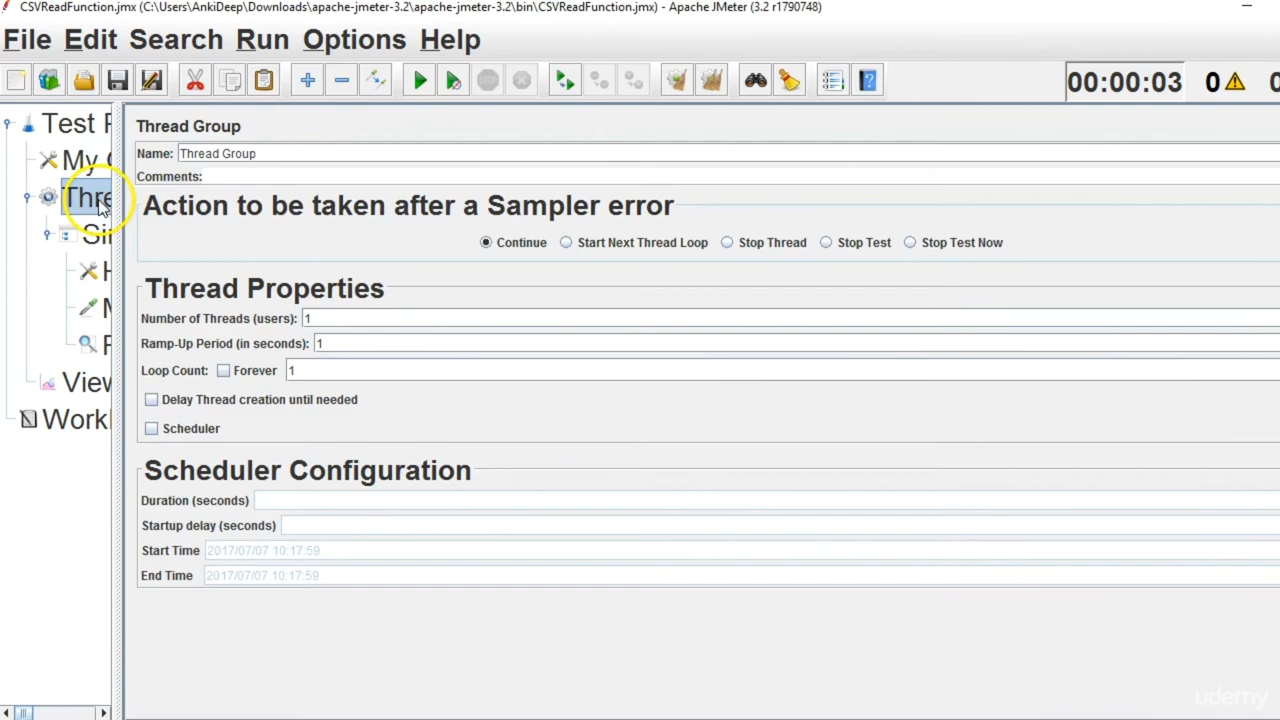 CSVReadFunction.jmx (C:\Users\AnkiDeep\Downloads\apache-jmeter-3.2\apache-jmeter-3.2\bin\CSVReadFunction.jmx) - Apache JMeter (3.2 r1790748)
File Edit Search Run Options Help
00:00:03 0
Test
Thread Group
Name: Thread Group
My
Comments:
Thre
Action to be taken after a Sampler error
Continue Start Next Thread Loop Stop Thread Stop Test Stop Test Now
Thread Properties
Number of Threads (users): 1
Ramp-Up Period (in seconds): 1
Loop Count: Forever 1
View
Delay Thread creation until needed
Work
Scheduler
Scheduler Configuration
Duration (seconds)
Startup delay (seconds)
Start Time 2017/07/07 10:17:59
End Time 2017/07/07 10:17:59
udemy